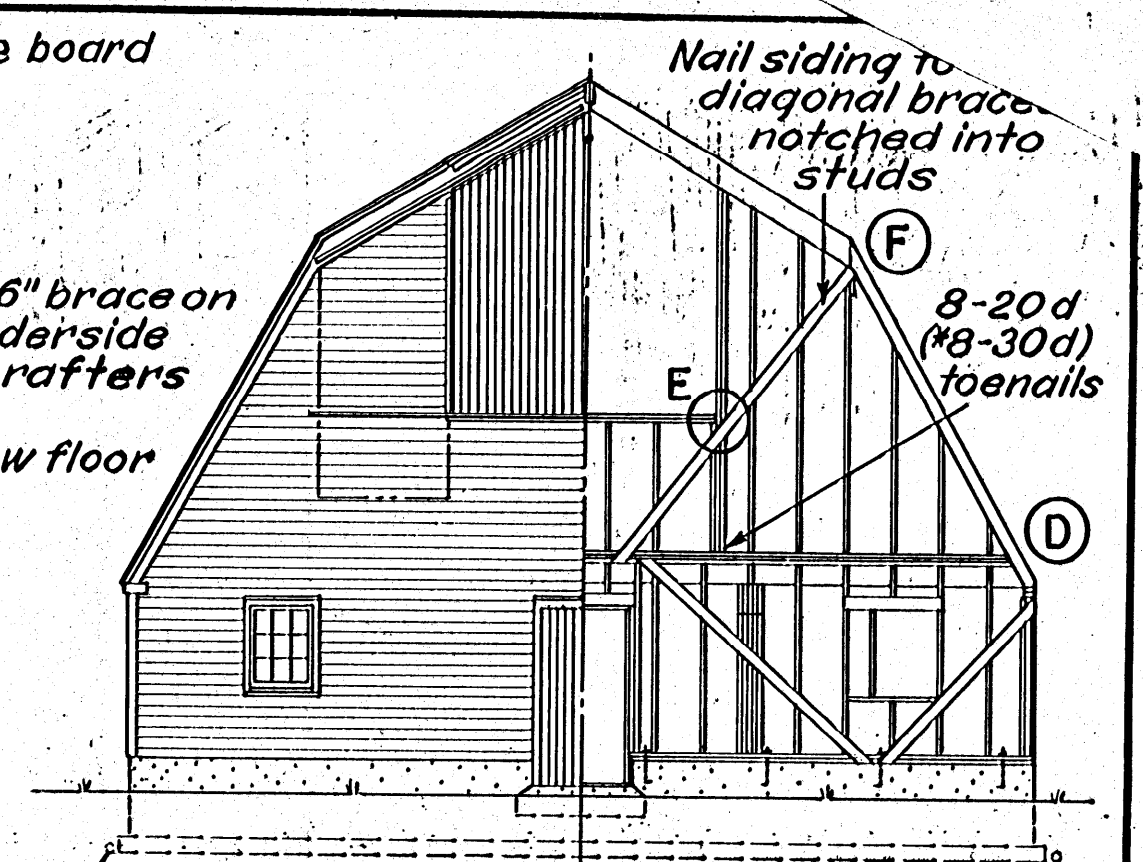 board
Nail siding to
diagonal brace
notched into
studs
F
6" brace on
derside
rafters
8-20d
(*8-30d)
toenails
E
w floor
D